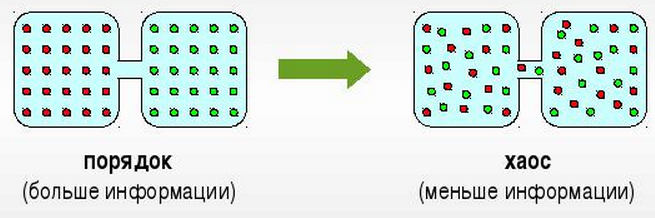 порядок
(больше информации)
хаос
(меньше информации)